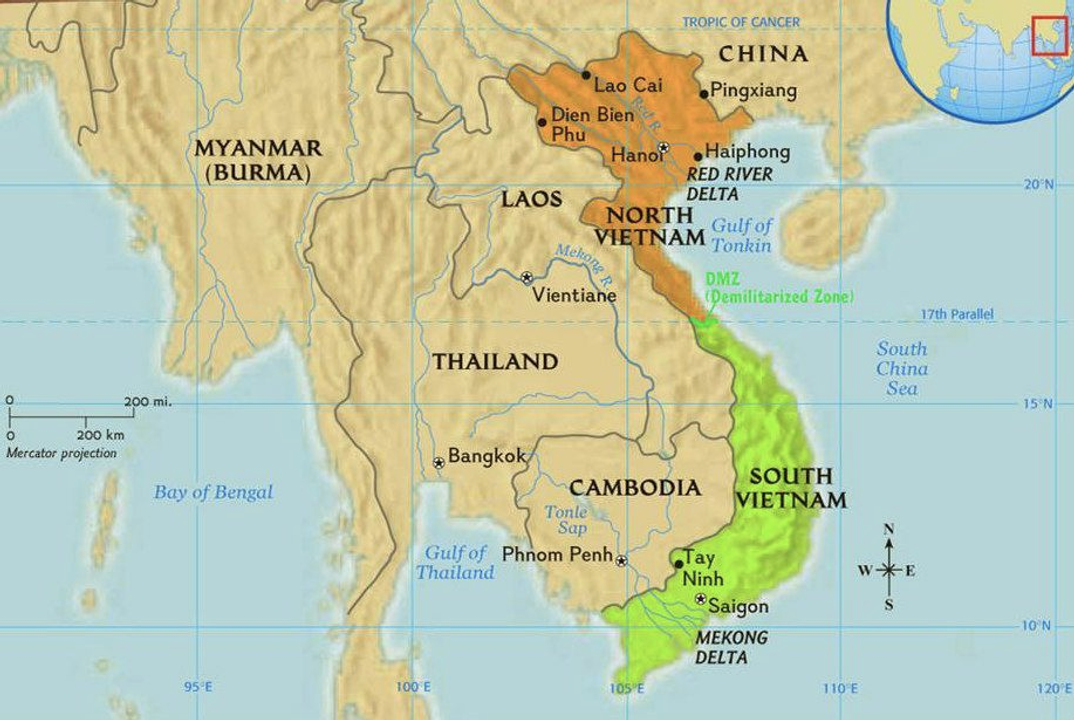 TROPIC OF CANCER
CHINA
Lao Cai
Pingxiang
Red R.
Dien Bien
Phu
MYANMAR
(BURMA)
Hanoi
Haiphong
RED RIVER
DELTA
20°N
LAOS
NORTH
VIETNAM
Gulf of
Tonkin
Mekong R.
Vientiane
DMZ
(Demilitarized Zone)
17th Parallel
THAILAND
South
China
Sea
0
200 mi.
0
200 km
Mercator projection
15°N
Bangkok
SOUTH
VIETNAM
CAMBODIA
Bay of Bengal
Tonle
Sap
Gulf of
Thailand
Phnom Penh
Tay
Ninh
N
W
E
S
Saigon
10°N
MEKONG
DELTA
95°E
100°E
105°E
110°E
120°E